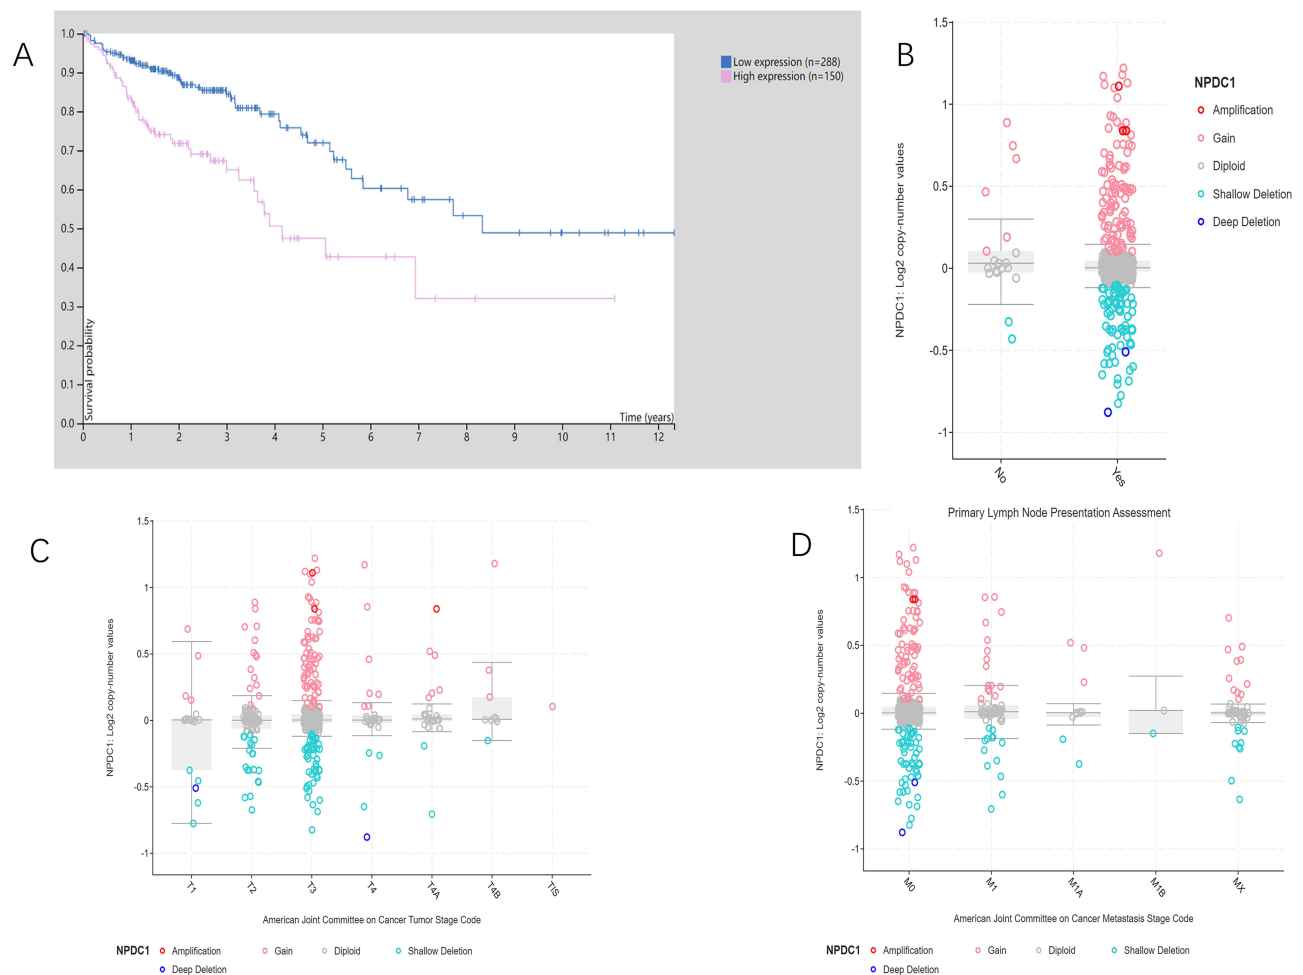 A
1.0
0.9
0.8
0.7
0.6
0.5
0.4
0.3
0.2
0.1
0.0
Survival probability
Time (years)
0 1 2 3 4 5 6 7 8 9 10 11 12
Low expression (n=288)
High expression (n=150)
B
1.5
1
0.5
0
-0.5
-1
NPDC1: Log2 copy-number values
No
Yes
Primary Lymph Node Presentation Assessment
NPDC1
Amplification
Gain
Diploid
Shallow Deletion
Deep Deletion
C
1.5
1
0.5
0
-0.5
-1
NPDC1: Log2 copy-number values
T1
T2
T3
T4
T4A
T4B
TIS
American Joint Committee on Cancer Tumor Stage Code
NPDC1 Amplification Gain Diploid Shallow Deletion
Deep Deletion
D
1.5
1
0.5
0
-0.5
-1
NPDC1: Log2 copy-number values
M0
M1
M1A
M1B
MX
American Joint Committee on Cancer Metastasis Stage Code
NPDC1 Amplification Gain Diploid Shallow Deletion
Deep Deletion